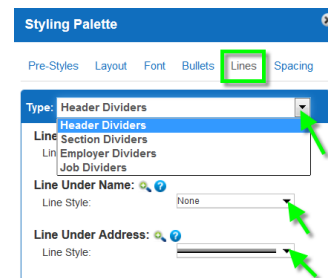 Styling Palette
Pre-Styles Layout Font Bullets Lines Spacing
Type: Header Dividers
Header Dividers
Section Dividers
Employer Dividers
Job Dividers
Line Under Name:
Line Style: None
Line Under Address:
Line Style: